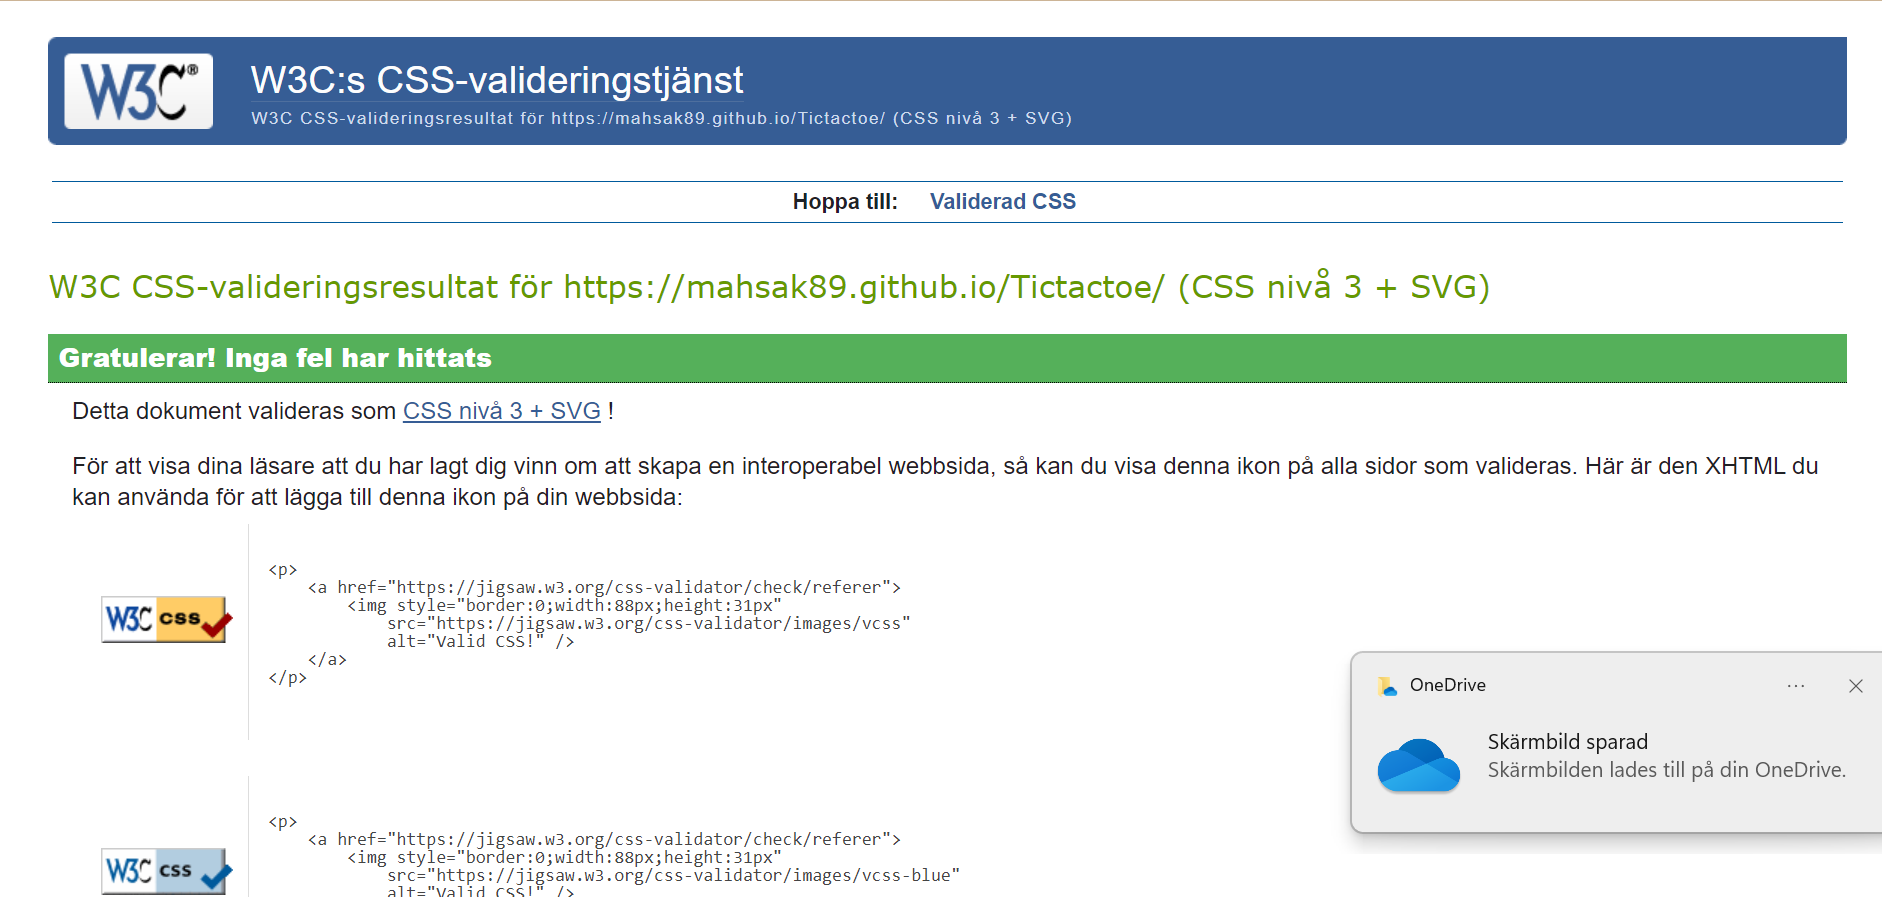 W3C®
W3C:s CSS-valideringstjänst
W3C CSS-valideringsresultat för https://mahsak89.github.io/Tictactoe/ (CSS nivå 3 + SVG)
Hoppa till: Validerad CSS
W3C CSS-valideringsresultat för https://mahsak89.github.io/Tictactoe/ (CSS nivå 3 + SVG)
Gratulerar! Inga fel har hittats
Detta dokument valideras som CSS nivå 3 + SVG !
För att visa dina läsare att du har lagt dig vinn om att skapa en interoperabel webbsida, så kan du visa denna ikon på alla sidor som valideras. Här är den XHTML du
kan använda för att lägga till denna ikon på din webbsida:
W3C css
<p>
<a href="https://jigsaw.w3.org/css-validator/check/referer">
<img style="border:0;width:88px;height:31px"
src="https://jigsaw.w3.org/css-validator/images/vcss"
alt="Valid CSS!" />
</a>
</p>
OneDrive
Skärmbild sparad
Skärmbilden lades till på din OneDrive.
W3C css
<p>
<a href="https://jigsaw.w3.org/css-validator/check/referer">
<img style="border:0;width:88px;height:31px"
src="https://jigsaw.w3.org/css-validator/images/vcss-blue"
alt="Valid CSS!" />